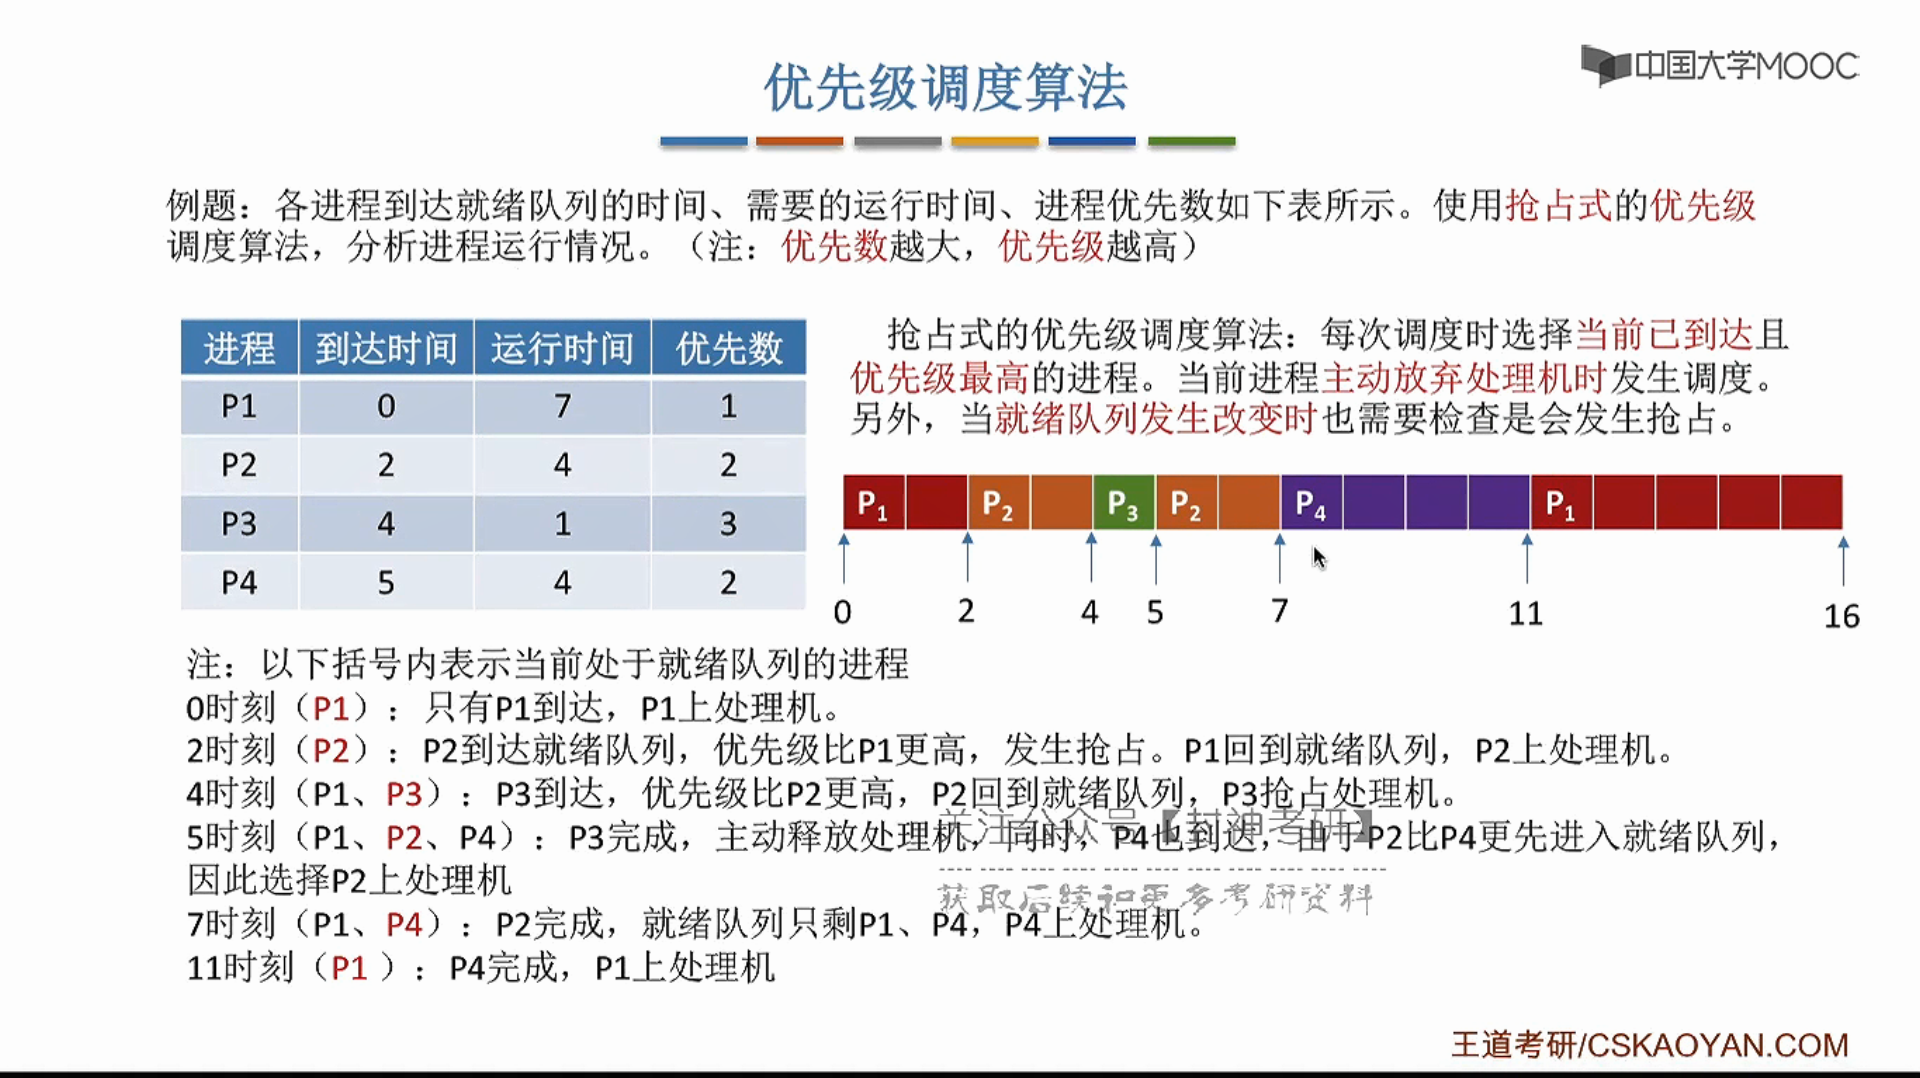 中国大学MOOC
优先级调度算法
例题：各进程到达就绪队列的时间、需要的运行时间、进程优先数如下表所示。使用抢占式的优先级
调度算法，分析进程运行情况。（注：优先数越大，优先级越高）
进程 到达时间 运行时间 优先数
P1 0 7 1
P2 2 4 2
P3 4 1 3
P4 5 4 2
抢占式的优先级调度算法：每次调度时选择当前已到达且
优先级最高的进程。当前进程主动放弃处理机时发生调度。
另外，当就绪队列发生改变时也需要检查是会发生抢占。
P1 P2 P3 P2 P4 P1
0 2 4 5 7 11 16
注：以下括号内表示当前处于就绪队列的进程
0时刻（P1）：只有P1到达，P1上处理机。
2时刻（P2）：P2到达就绪队列，优先级比P1更高，发生抢占。P1回到就绪队列，P2上处理机。
4时刻（P1、P3）：P3到达，优先级比P2更高，P2回到就绪队列，P3抢占处理机。
关注公众号【封神考研】
5时刻（P1、P2、P4）：P3完成，主动释放处理机，同时，P4也到达，由于P2比P4更先进入就绪队列，
因此选择P2上处理机
获取后续和更多考研资料
7时刻（P1、P4）：P2完成，就绪队列只剩P1、P4，P4上处理机。
11时刻（P1 ）：P4完成，P1上处理机
王道考研/CSKAOYAN.COM